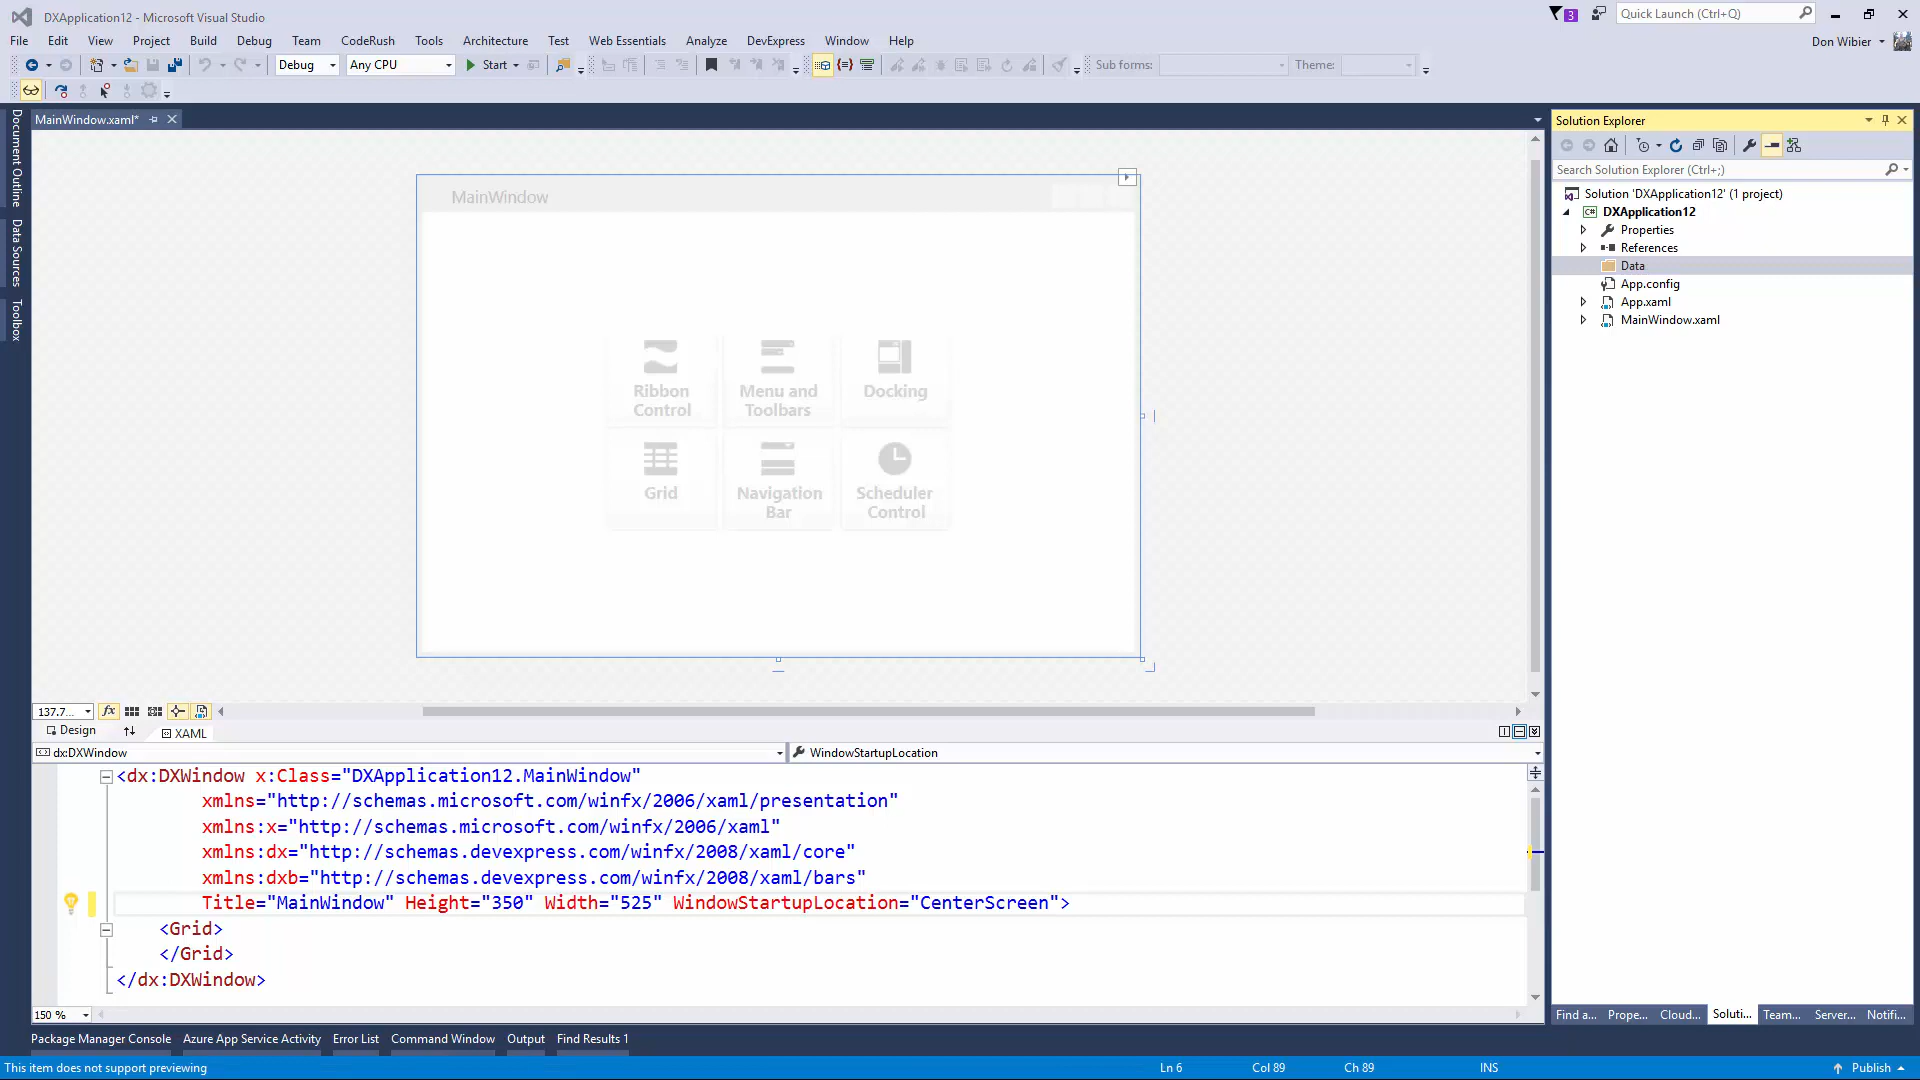 DXApplication12 - Microsoft Visual Studio
3
Quick Launch (Ctrl+Q)
File Edit View Project Build Debug Team CodeRush Tools Architecture Test Web Essentials Analyze DevExpress Window Help
Don Wibier
Debug
Any CPU
Start
Sub forms:
Theme:
MainWindow.xaml*
Document Outline
Data Sources
Toolbox
MainWindow
Ribbon
Control
Menu and
Toolbars
Docking
Grid
Navigation
Bar
Scheduler
Control
137.7...
fx
Design
XAML
dx:DXWindow
WindowStartupLocation
<dx:DXWindow x:Class="DXApplication12.MainWindow"
xmlns="http://schemas.microsoft.com/winfx/2006/xaml/presentation"
xmlns:x="http://schemas.microsoft.com/winfx/2006/xaml"
xmlns:dx="http://schemas.devexpress.com/winfx/2008/xaml/core"
xmlns:dxb="http://schemas.devexpress.com/winfx/2008/xaml/bars"
Title="MainWindow" Height="350" Width="525" WindowStartupLocation="CenterScreen">
<Grid>
</Grid>
</dx:DXWindow>
150 %
Solution Explorer
Search Solution Explorer (Ctrl+;)
Solution 'DXApplication12' (1 project)
C# DXApplication12
Properties
References
Data
App.config
App.xaml
MainWindow.xaml
Find a... Prope... Cloud... Soluti... Team... Server... Notifi...
Package Manager Console Azure App Service Activity Error List Command Window Output Find Results 1
This item does not support previewing
Ln 6 Col 89 Ch 89 INS
Publish